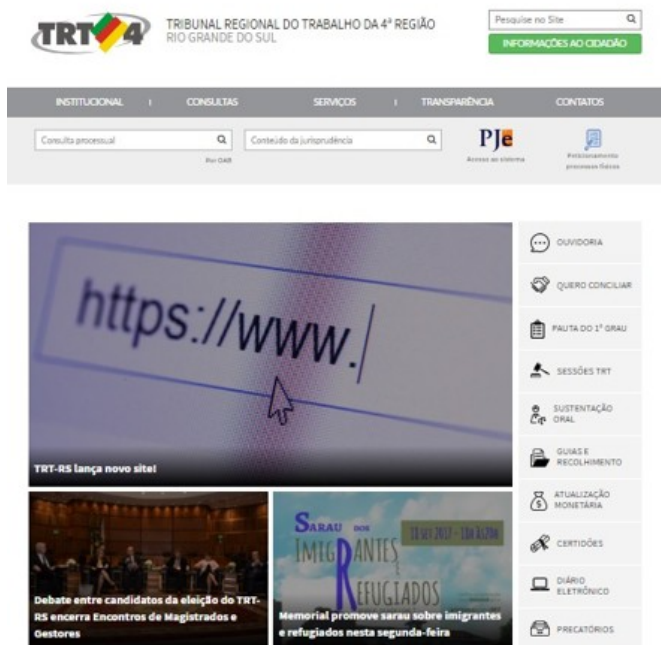 TRT4
TRIBUNAL REGIONAL DO TRABALHO DA 4ª REGIÃO
RIO GRANDE DO SUL
Pesquise no Site
INFORMAÇÕES AO CIDADÃO
INSTITUCIONAL
CONSULTAS
SERVIÇOS
TRANSPARÊNCIA
CONTATOS
Consulta processual
Por OAB
Conteúdo da jurisprudência
PJe
Acesso ao sistema
Peticionamento
processos físicos
https://www.
TRT-RS lança novo site!
OUVIDORIA
QUERO CONCILIAR
PAUTA DO 1º GRAU
SESSÕES TRT
SUSTENTAÇÃO
ORAL
GUIAS E
RECOLHIMENTO
ATUALIZAÇÃO
MONETÁRIA
CERTIDÕES
DIÁRIO
ELETRÔNICO
PRECATÓRIOS
Debate entre candidatos da eleição do TRT-
RS encerra Encontros de Magistrados e
Gestores
SARAU DOS
IMIGRANTES
REFUGIADOS
Memorial promove sarau sobre imigrantes
e refugiados nesta segunda-feira